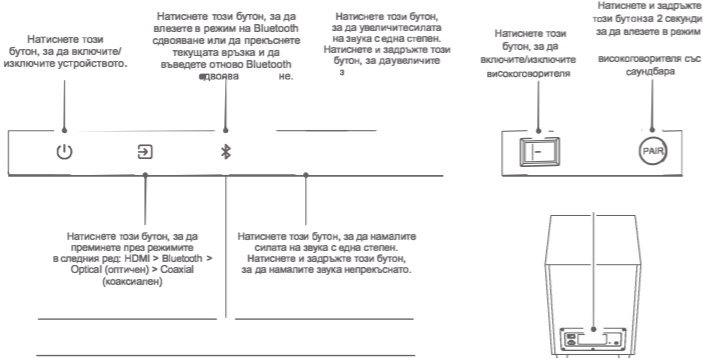 Натиснете този
бутон, за да включите/
изключите устройството.
Натиснете този бутон, за да
влезете в режим на Bluetooth
сдвояване или да прекъснете
текущата връзка и да
въведете отново Bluetooth
не.
Натиснете този бутон,
за да увеличитесилата
на звука с една степен.
Натиснете и задръжте този
бутон, за даувеличите
з
Натиснете този
бутон, за да
включите/изключите
високоговорителя
Натиснете и задръжте
този бутонза 2 секунди
за да влезете в режим
високоговорителя със
саундбара
PAIR
Натиснете този бутон, за да
преминете през режимите
в следния ред: HDMI > Bluetooth >
Optical (оптичен) > Coaxial
(коаксиален)
Натиснете този бутон, за да намалите
силата на звука с една степен.
Натиснете и задръжте този бутон,
за да намалите звука непрекъснато.